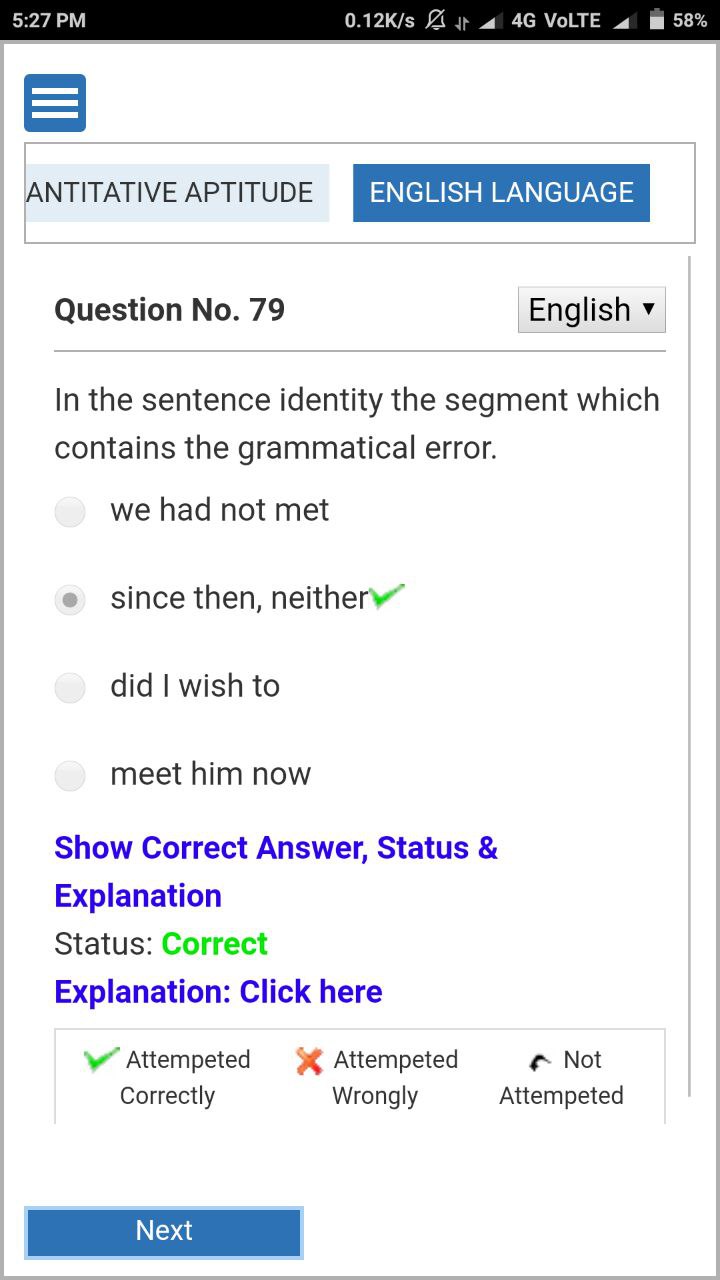 5:27 PM 0.12K/s 4G VoLTE 58%
ANTITATIVE APTITUDE ENGLISH LANGUAGE
Question No. 79 English
In the sentence identity the segment which
contains the grammatical error.
we had not met
since then, neither
did I wish to
meet him now
Show Correct Answer, Status &
Explanation
Status: Correct
Explanation: Click here
Attempeted Correctly
Attempeted Wrongly
Not Attempeted
Next